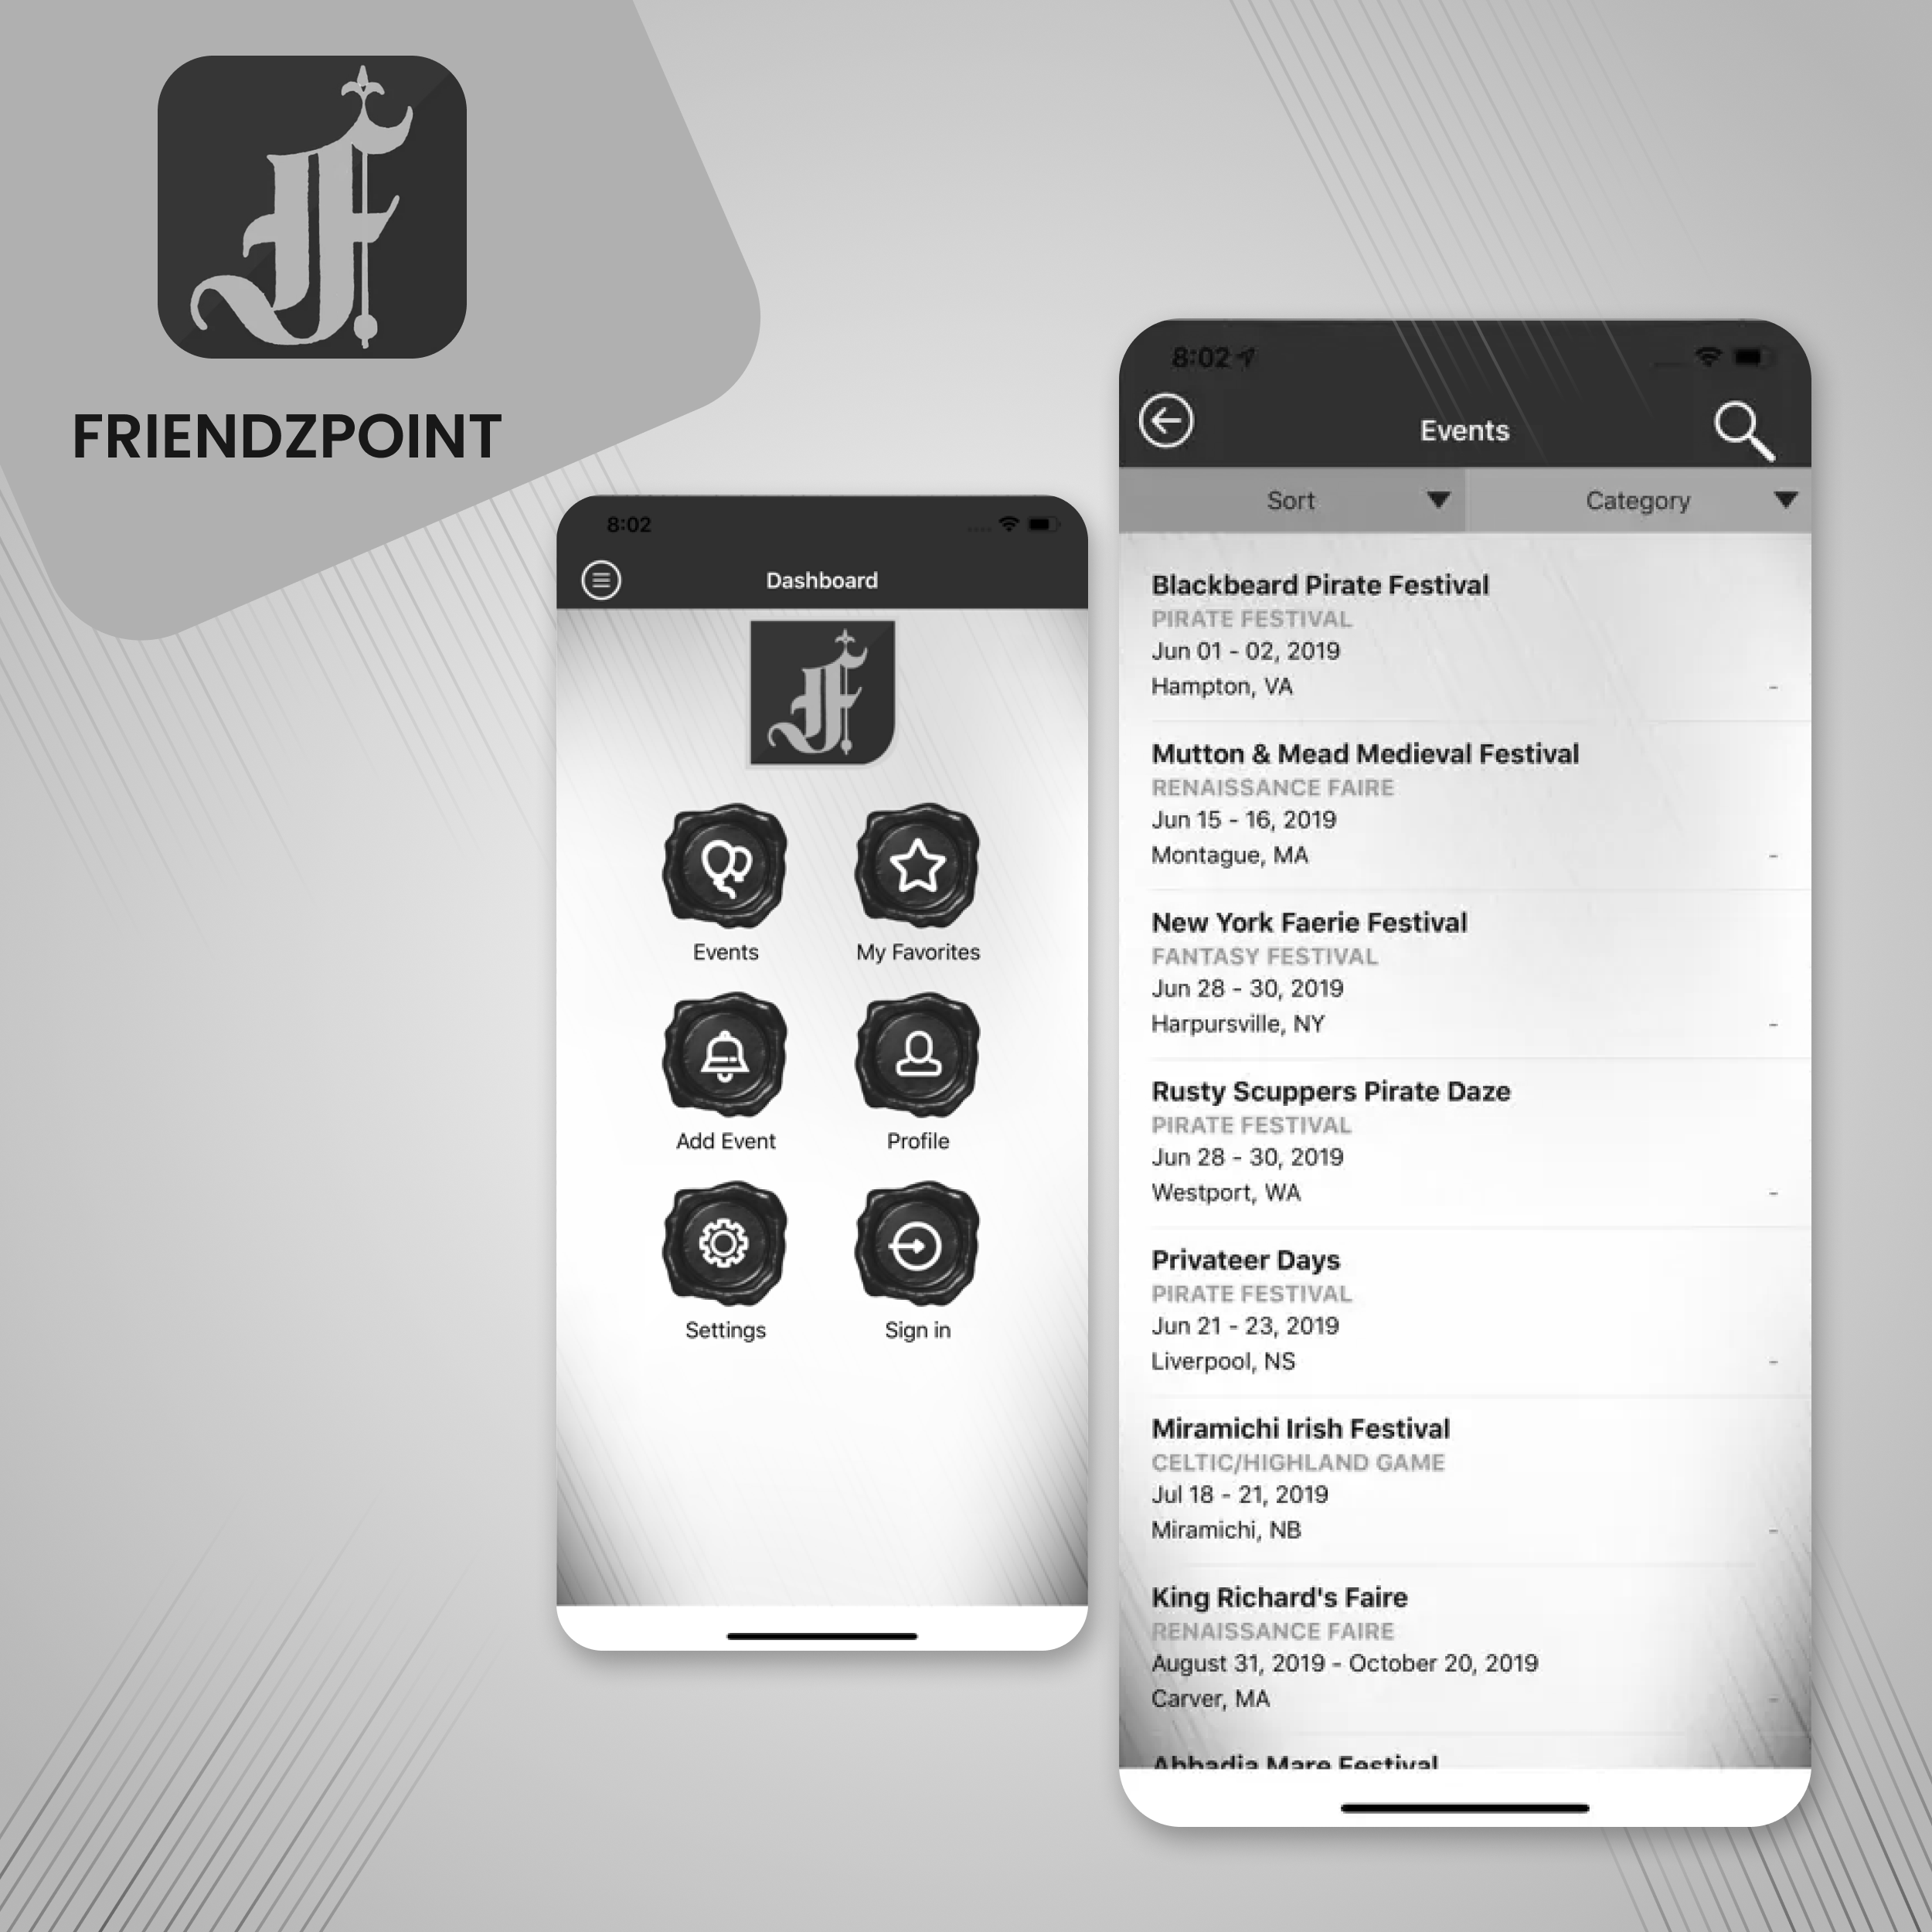 FRIENDZPOINT
8:02
Dashboard
Events
My Favorites
Add Event
Profile
Settings
Sign in
8:02
Events
Sort
Category
Blackbeard Pirate Festival
PIRATE FESTIVAL
Jun 01 - 02, 2019
Hampton, VA
-
Mutton & Mead Medieval Festival
RENAISSANCE FAIRE
Jun 15 - 16, 2019
Montague, MA
-
New York Faerie Festival
FANTASY FESTIVAL
Jun 28 - 30, 2019
Harpursville, NY
-
Rusty Scuppers Pirate Daze
PIRATE FESTIVAL
Jun 28 - 30, 2019
Westport, WA
-
Privateer Days
PIRATE FESTIVAL
Jun 21 - 23, 2019
Liverpool, NS
-
Miramichi Irish Festival
CELTIC/HIGHLAND GAME
Jul 18 - 21, 2019
Miramichi, NB
-
King Richard's Faire
RENAISSANCE FAIRE
August 31, 2019 - October 20, 2019
Carver, MA
-
Abbadia Mare Festival